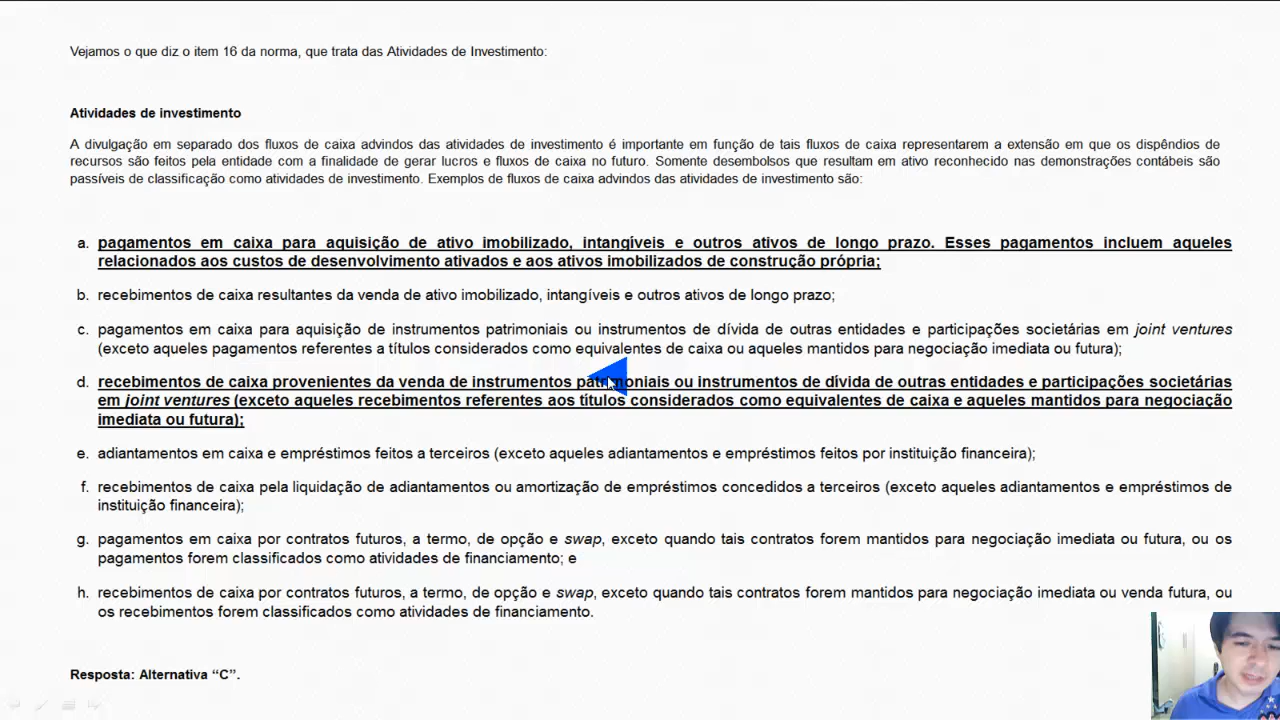 Vejamos o que diz o item 16 da norma, que trata das Atividades de Investimento:
Atividades de investimento
A divulgação em separado dos fluxos de caixa advindos das atividades de investimento é importante em função de tais fluxos de caixa representarem a extensão em que os dispêndios de
recursos são feitos pela entidade com a finalidade de gerar lucros e fluxos de caixa no futuro. Somente desembolsos que resultam em ativo reconhecido nas demonstrações contábeis são
passíveis de classificação como atividades de investimento. Exemplos de fluxos de caixa advindos das atividades de investimento são:
a. pagamentos em caixa para aquisição de ativo imobilizado, intangíveis e outros ativos de longo prazo. Esses pagamentos incluem aqueles
relacionados aos custos de desenvolvimento ativados e aos ativos imobilizados de construção própria;
b. recebimentos de caixa resultantes da venda de ativo imobilizado, intangíveis e outros ativos de longo prazo;
c. pagamentos em caixa para aquisição de instrumentos patrimoniais ou instrumentos de dívida de outras entidades e participações societárias em joint ventures
(exceto aqueles pagamentos referentes a títulos considerados como equivalentes de caixa ou aqueles mantidos para negociação imediata ou futura);
d. recebimentos de caixa provenientes da venda de instrumentos patrimoniais ou instrumentos de dívida de outras entidades e participações societárias
em joint ventures (exceto aqueles recebimentos referentes aos títulos considerados como equivalentes de caixa e aqueles mantidos para negociação
imediata ou futura);
e. adiantamentos em caixa e empréstimos feitos a terceiros (exceto aqueles adiantamentos e empréstimos feitos por instituição financeira);
f. recebimentos de caixa pela liquidação de adiantamentos ou amortização de empréstimos concedidos a terceiros (exceto aqueles adiantamentos e empréstimos de
instituição financeira);
g. pagamentos em caixa por contratos futuros, a termo, de opção e swap, exceto quando tais contratos forem mantidos para negociação imediata ou futura, ou os
pagamentos forem classificados como atividades de financiamento; e
h. recebimentos de caixa por contratos futuros, a termo, de opção e swap, exceto quando tais contratos forem mantidos para negociação imediata ou venda futura, ou
os recebimentos forem classificados como atividades de financiamento.
Resposta: Alternativa “C”.